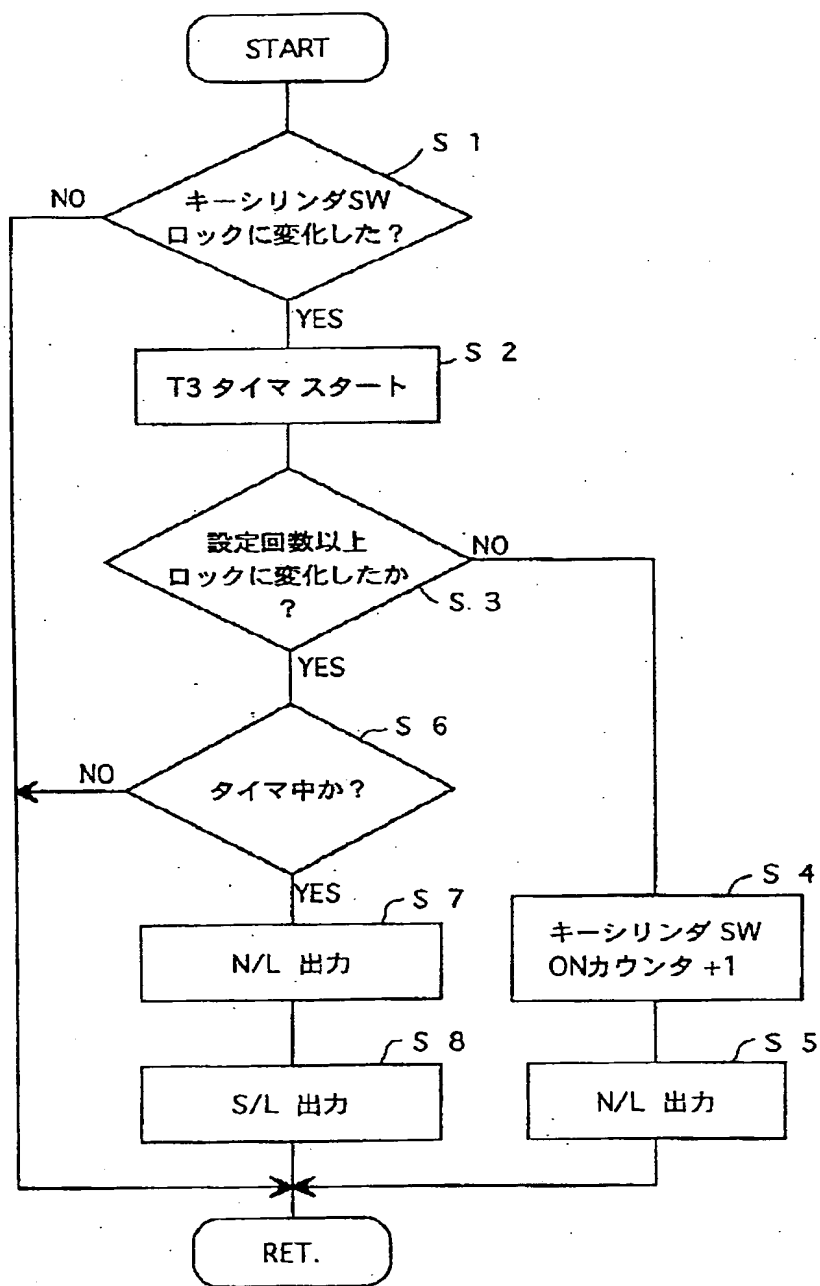 START
S 1
NO
キーシリンダSW
ロックに変化した？
YES
S 2
T3 タイマ スタート
設定回数以上
ロックに変化したか
？
NO
S. 3
YES
S 6
NO
タイマ中か？
YES
S 7
N/L 出力
S 4
キーシリンダ SW
ONカウンタ +1
S 8
S/L 出力
S 5
N/L 出力
RET.